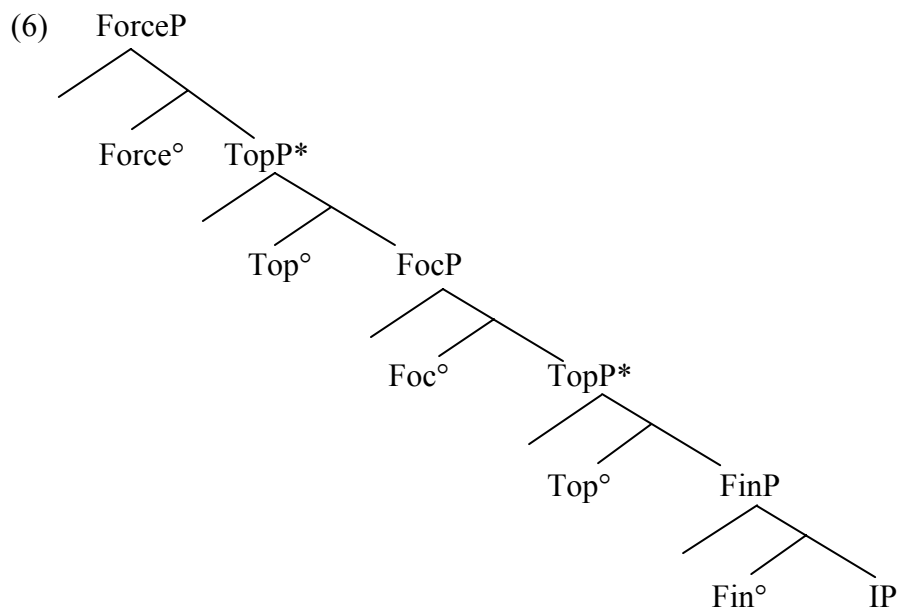 (6) ForceP
Force° TopP*
Top° FocP
Foc° TopP*
Top° FinP
Fin° IP